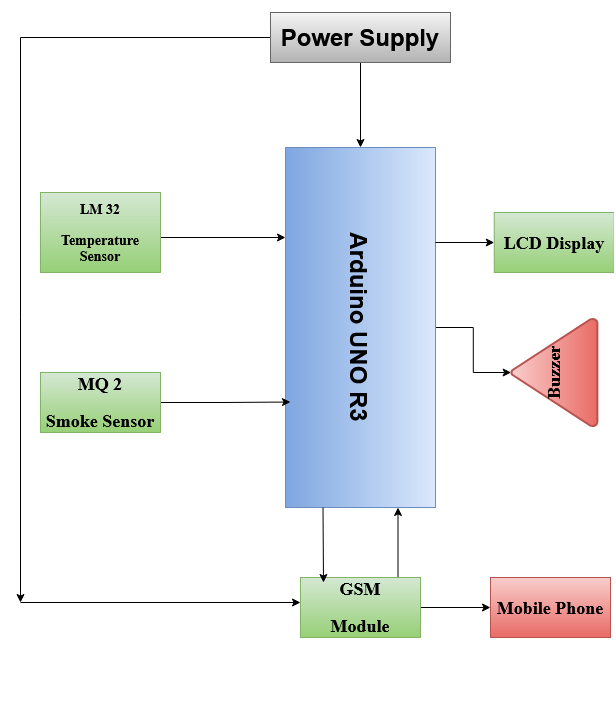 Power Supply
LM 32
Temperature
Sensor
Arduino UNO R3
LCD Display
Buzzer
MQ 2
Smoke Sensor
GSM
Module
Mobile Phone